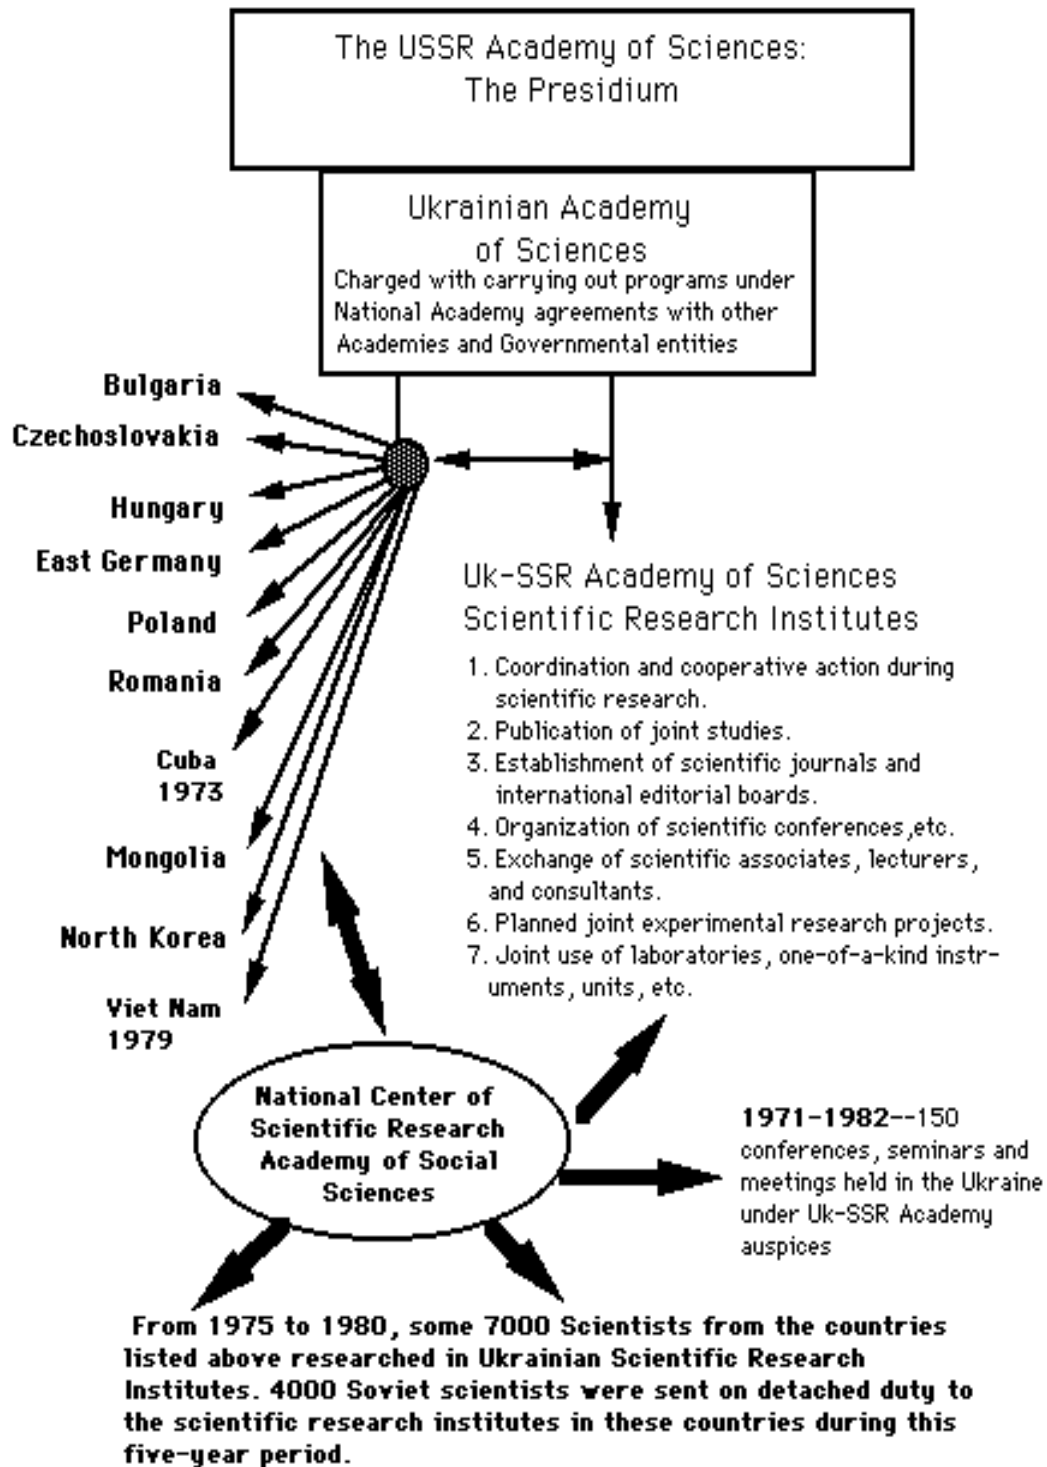 The USSR Academy of Sciences:
The Presidium
Ukrainian Academy
of Sciences
Charged with carrying out programs under
National Academy agreements with other
Academies and Governmental entities
Bulgaria
Czechoslovakia
Hungary
East Germany
Poland
Romania
Cuba
1973
Mongolia
North Korea
Viet Nam
1979
Uk-SSR Academy of Sciences
Scientific Research Institutes
1. Coordination and cooperative action during
scientific research.
2. Publication of joint studies.
3. Establishment of scientific journals and
international editorial boards.
4. Organization of scientific conferences,etc.
5. Exchange of scientific associates, lecturers,
and consultants.
6. Planned joint experimental research projects.
7. Joint use of laboratories, one-of-a-kind instr-
uments, units, etc.
National Center of
Scientific Research
Academy of Social
Sciences
1971-1982--150
conferences, seminars and
meetings held in the Ukraine
under Uk-SSR Academy
auspices
From 1975 to 1980, some 7000 Scientists from the countries
listed above researched in Ukrainian Scientific Research
Institutes. 4000 Soviet scientists were sent on detached duty to
the scientific research institutes in these countries during this
five-year period.